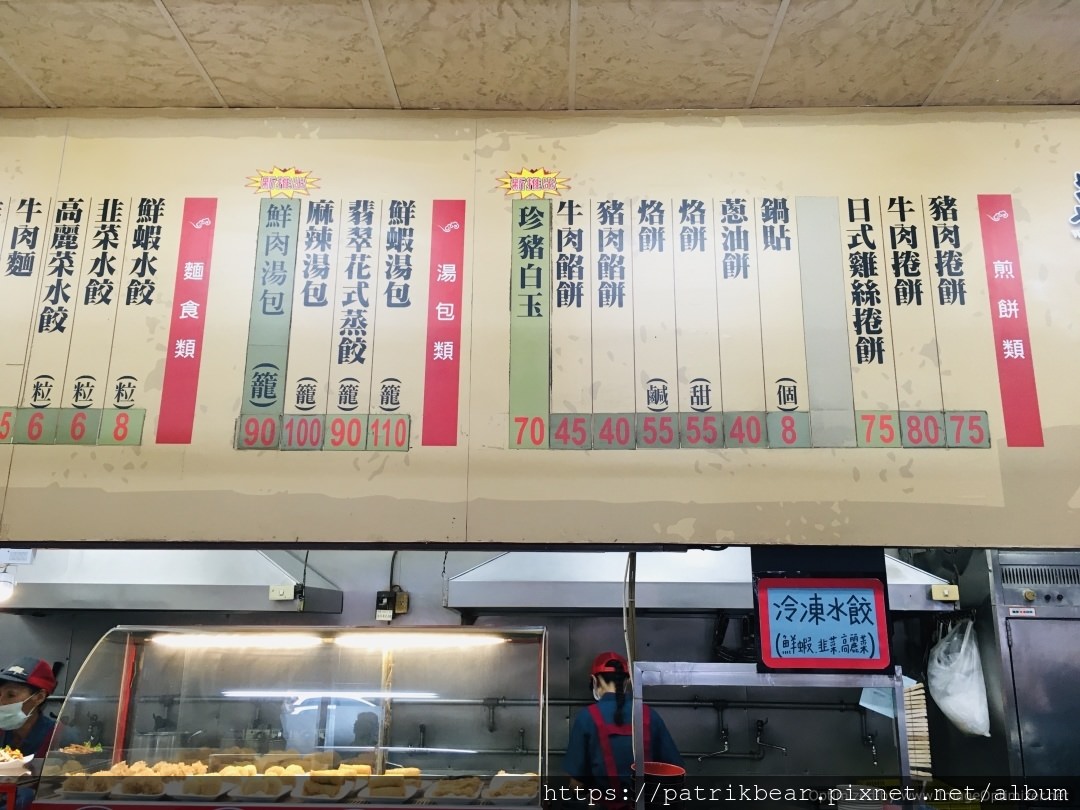 煎餅類
豬肉捲餅 75
牛肉捲餅 80
日式雞絲捲餅 75
鍋貼 (個) 8
蔥油餅 40
烙餅 (甜) 55
烙餅 (鹹) 55
豬肉餡餅 40
牛肉餡餅 45
新推出
珍豬白玉 70
湯包類
鮮蝦湯包 (籠) 110
翡翠花式蒸餃 (籠) 90
麻辣湯包 (籠) 100
新推出
鮮肉湯包 (籠) 90
麵食類
鮮蝦水餃 (粒) 8
韭菜水餃 (粒) 6
高麗菜水餃 (粒) 6
牛肉麵
冷凍水餃
(鮮蝦.韭菜.高麗菜)
https://patrikbear.pixnet.net/album